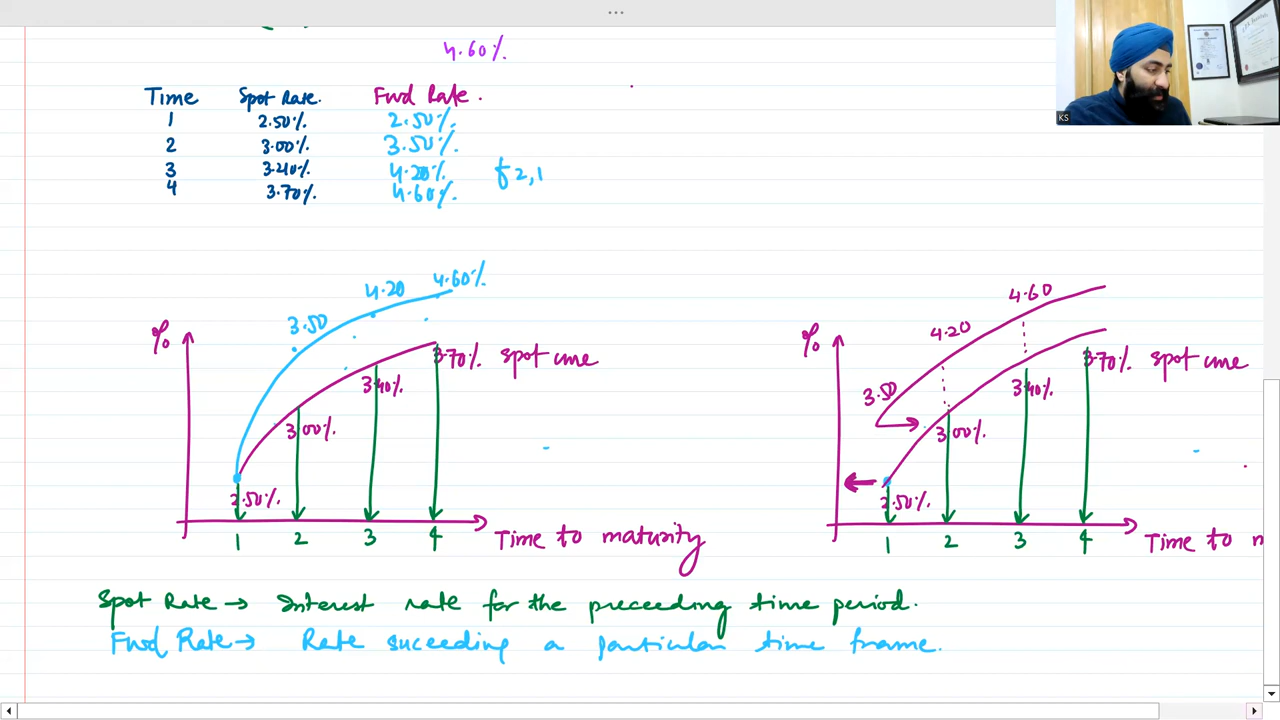 4.60%
Time Spot Rate. Fwd Rate.
1 2.50% 2.50%
2 3.00% 3.50%
3 3.40% 4.20% f2,1
4 3.70% 4.60%
KS
% 3.50 4.20 4.60%
3.70% Spot curve
3.40%
3.00%
2.50%
1 2 3 4 Time to maturity
% 3.50 4.20 4.60
3.70% Spot curve
3.40%
3.00%
2.50%
1 2 3 4 Time to m
Spot Rate → Interest rate for the preceeding time period.
Fwd Rate → Rate succeeding a particular time frame.